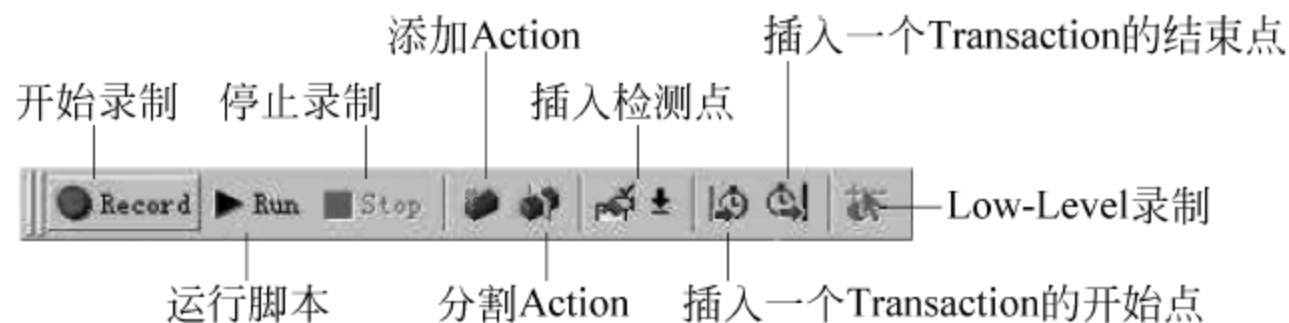 添加Action
插入一个Transaction的结束点
开始录制
停止录制
插入检测点
Record
Run
Stop
Low-Level录制
运行脚本
分割Action
插入一个Transaction的开始点